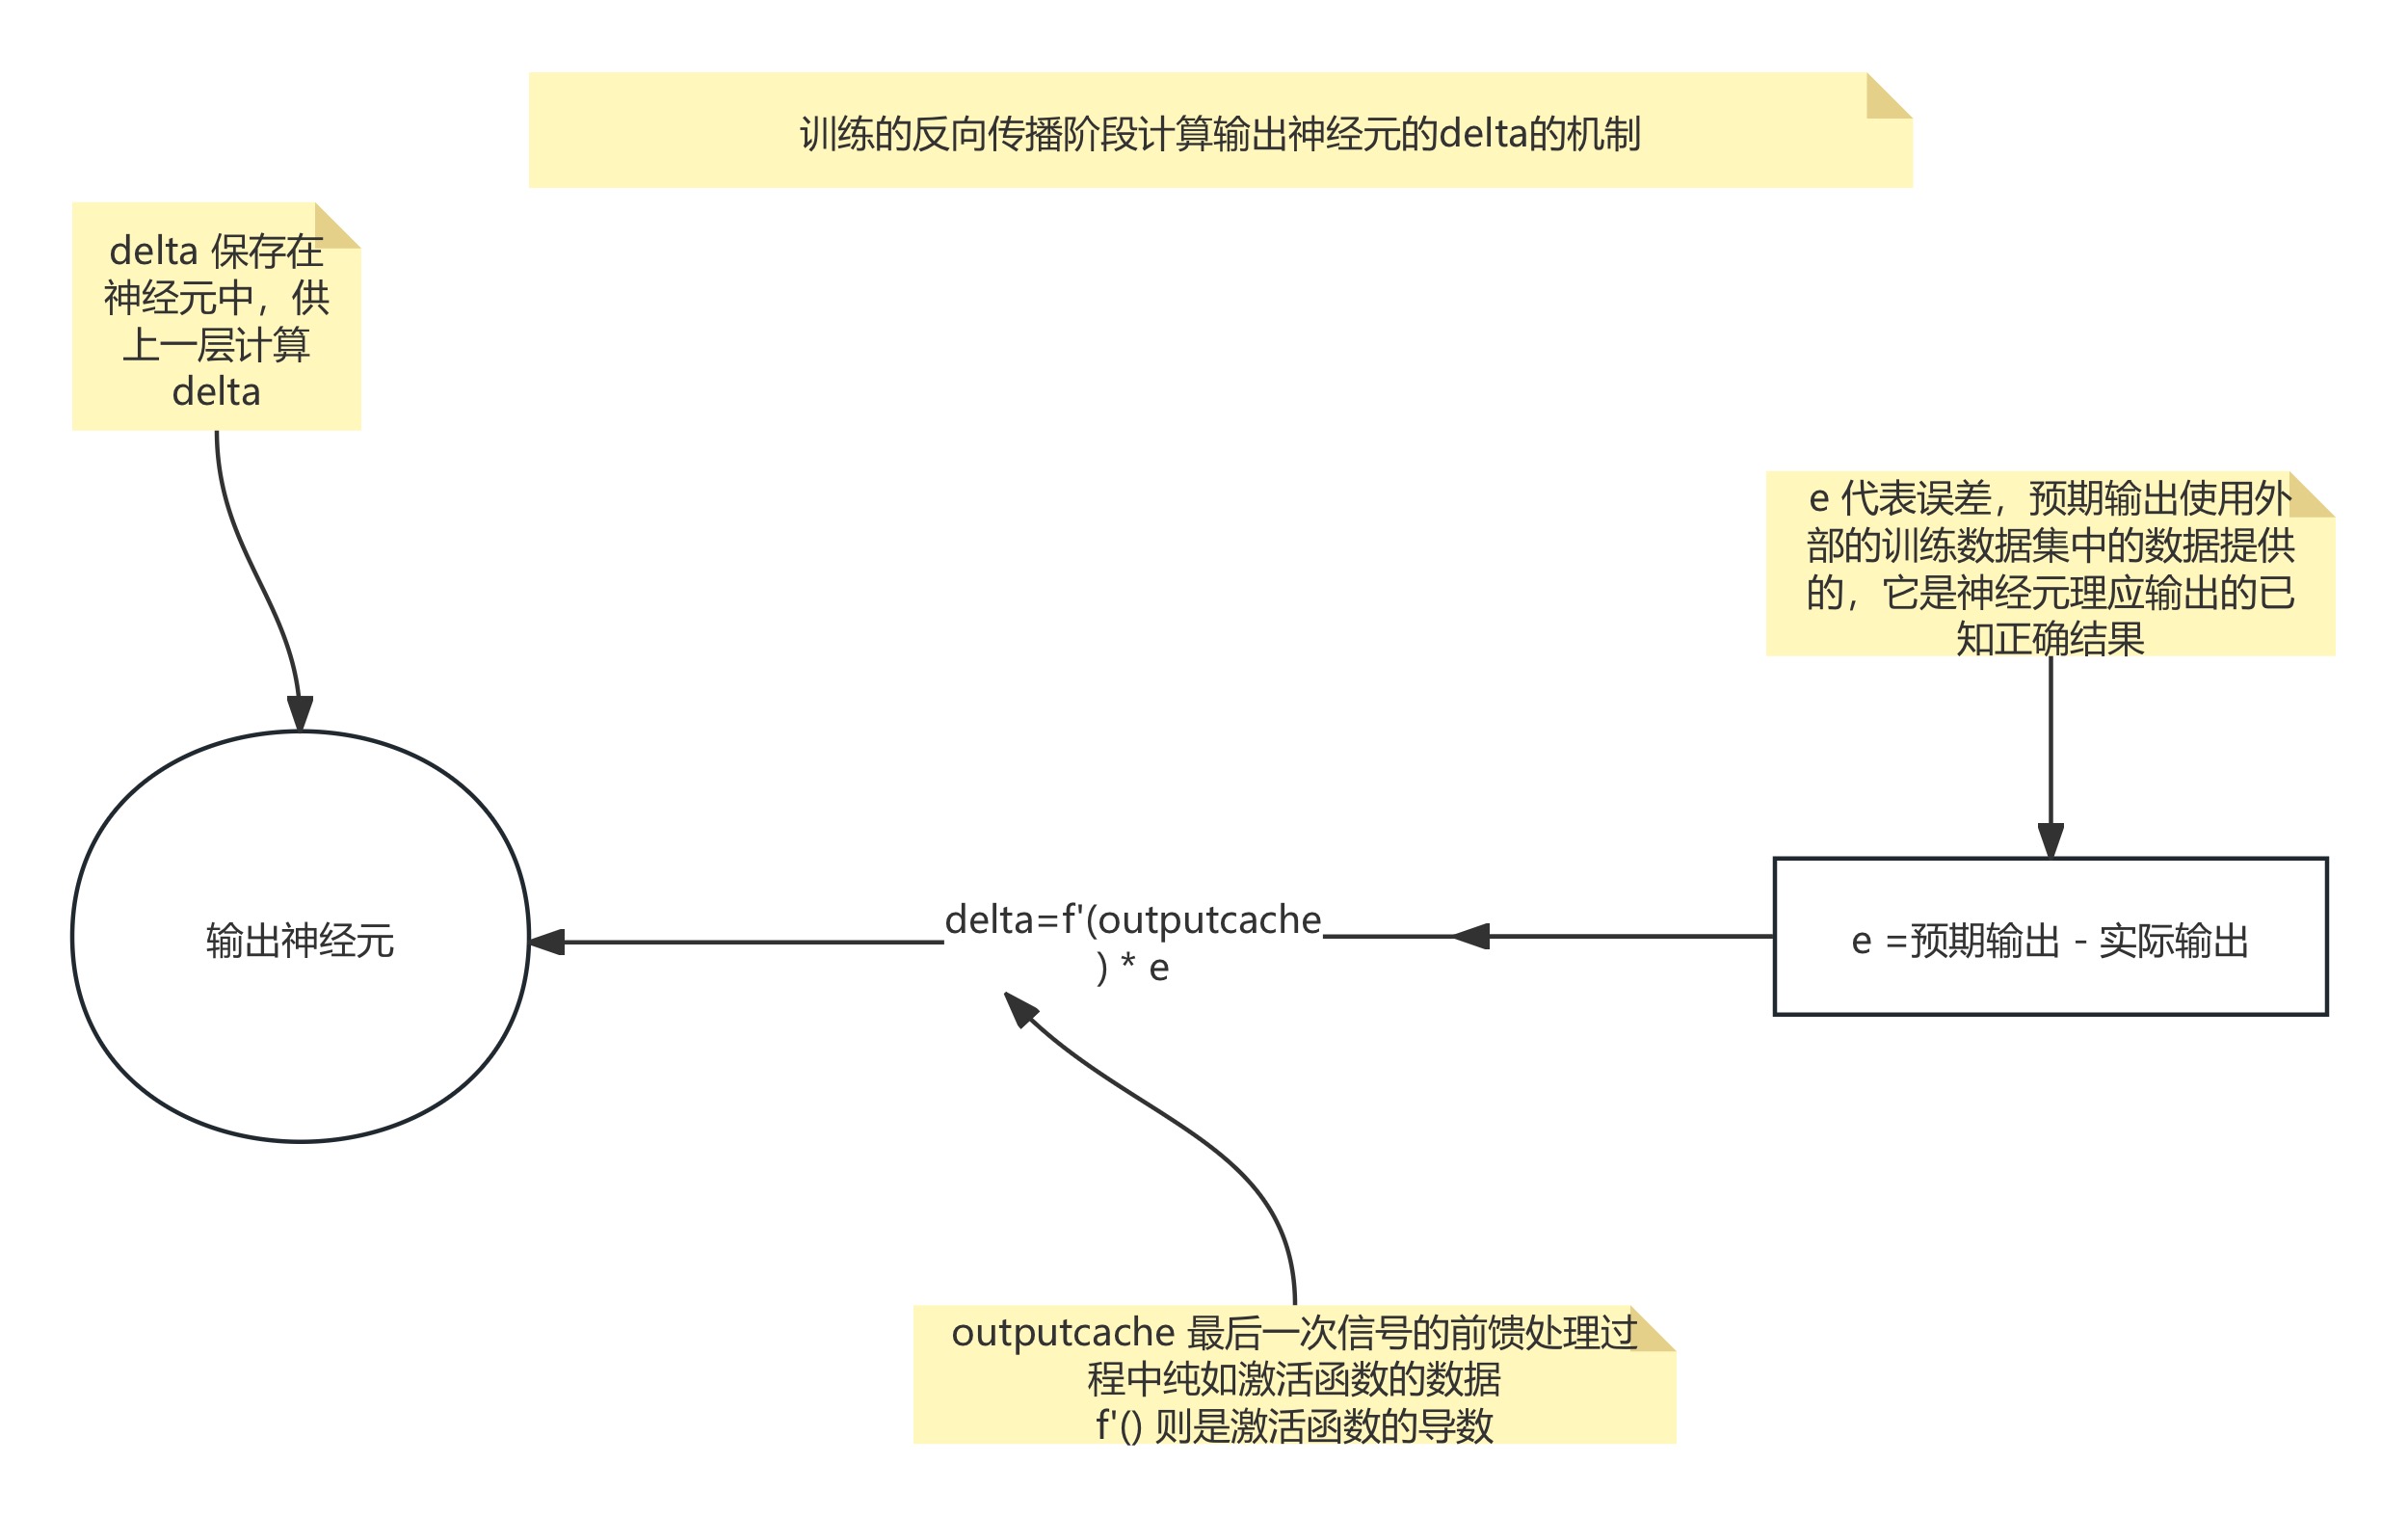 训练的反向传播阶段计算输出神经元的delta的机制
delta 保存在
神经元中，供
上一层计算
delta
e 代表误差，预期输出使用外
部的训练数据集中的数据提供
的，它是神经元理应输出的已
知正确结果
输出神经元
delta=f'(outputcache
) * e
e =预期输出 - 实际输出
outputcache 最后一次信号的前馈处理过
程中纯如激活函数的数据
f'() 则是激活函数的导数